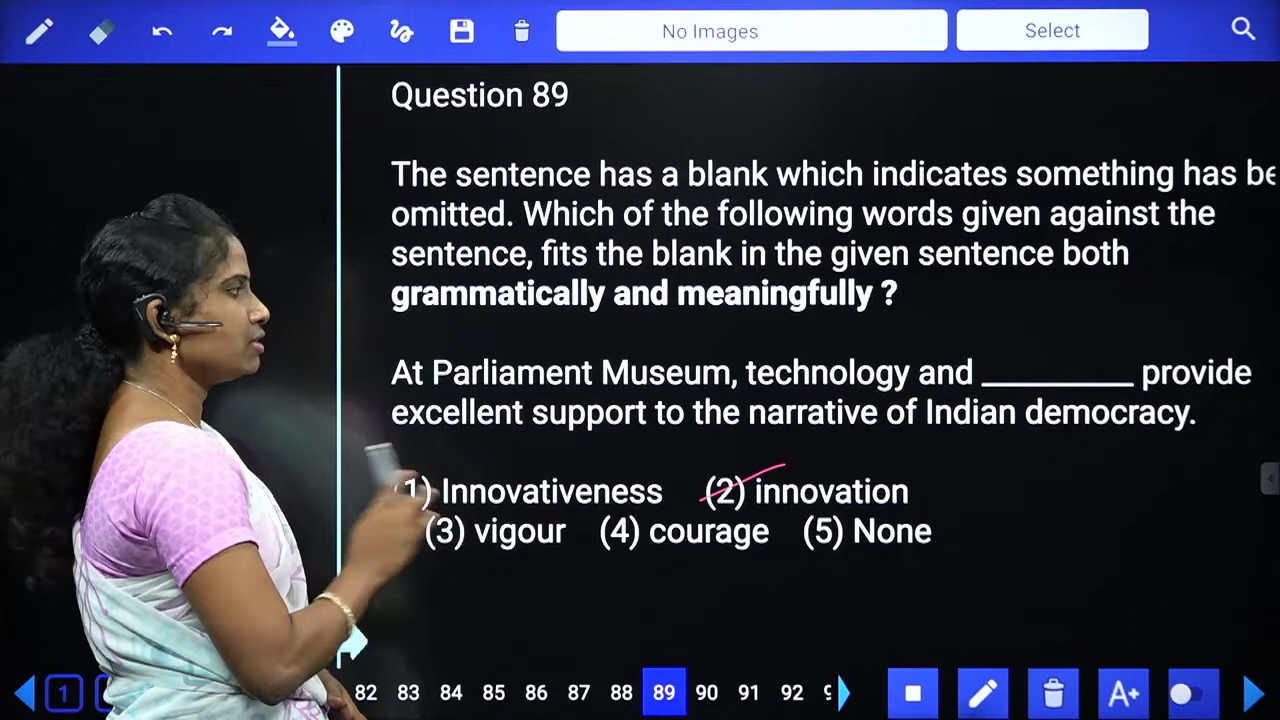 No Images
Select
Question 89
The sentence has a blank which indicates something has be
omitted. Which of the following words given against the
sentence, fits the blank in the given sentence both
grammatically and meaningfully ?
At Parliament Museum, technology and __________ provide
excellent support to the narrative of Indian democracy.
(1) Innovativeness (2) innovation
(3) vigour (4) courage (5) None
1 82 83 84 85 86 87 88 89 90 91 92 9 A+